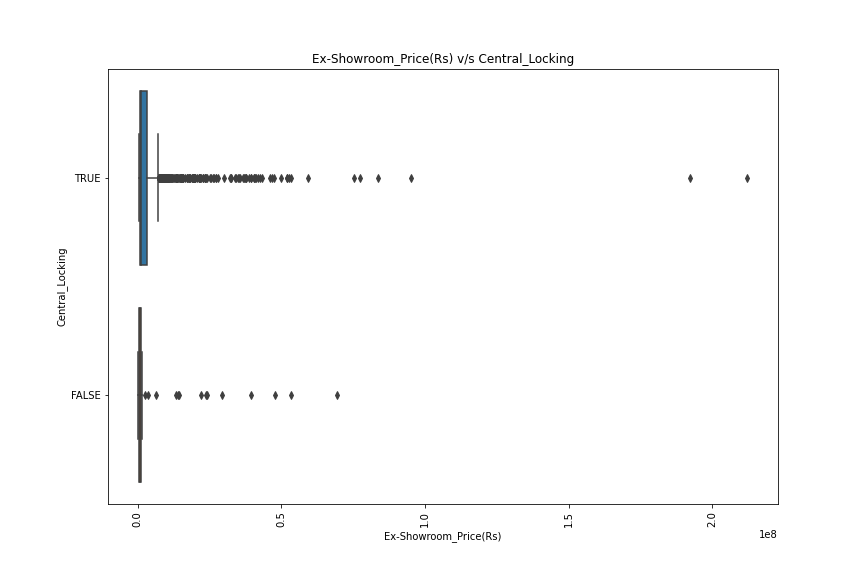 Ex-Showroom_Price(Rs) v/s Central_Locking
TRUE
Central_Locking
FALSE
0.0
0.5
1.0
1.5
2.0
Ex-Showroom_Price(Rs)
1e8